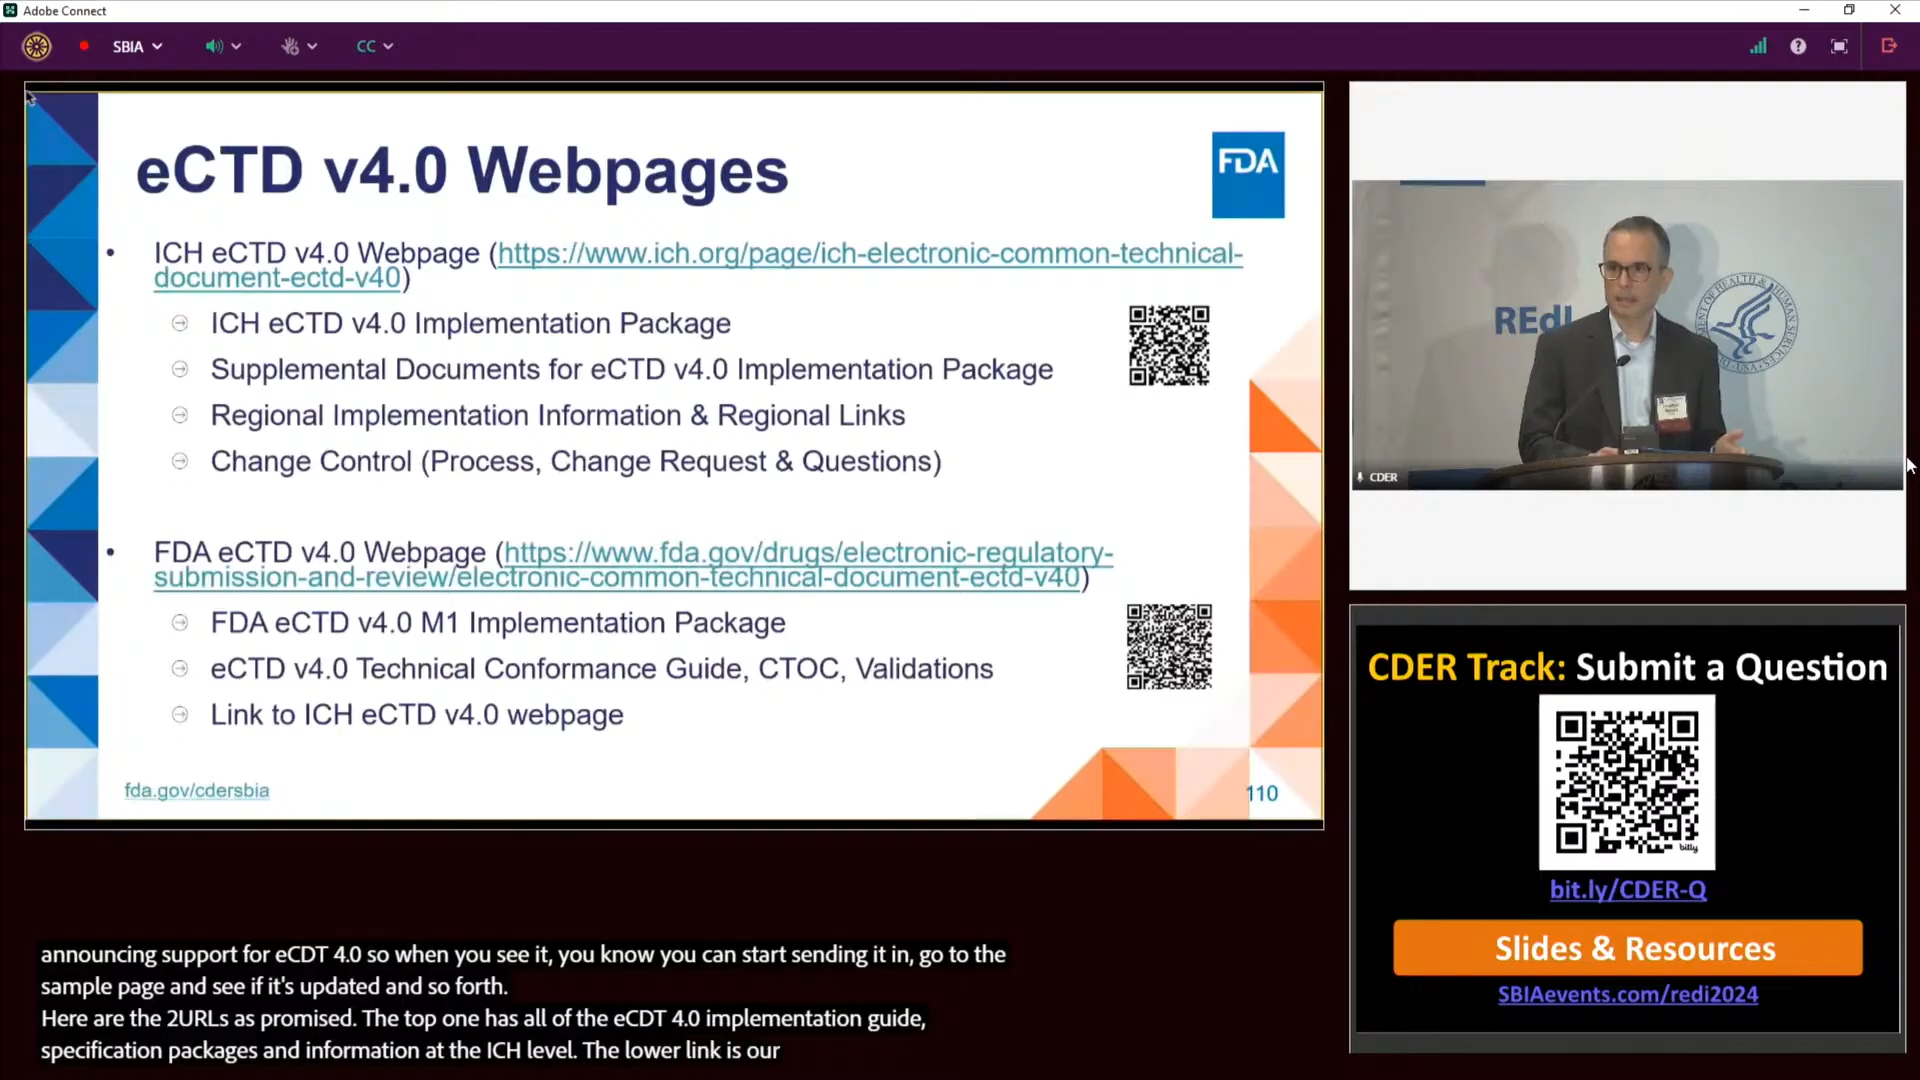 Adobe Connect
SBIA
CC
eCTD v4.0 Webpages
FDA
• ICH eCTD v4.0 Webpage (https://www.ich.org/page/ich-electronic-common-technical-
document-ectd-v40)
ICH eCTD v4.0 Implementation Package
Supplemental Documents for eCTD v4.0 Implementation Package
Regional Implementation Information & Regional Links
Change Control (Process, Change Request & Questions)
• FDA eCTD v4.0 Webpage (https://www.fda.gov/drugs/electronic-regulatory-
submission-and-review/electronic-common-technical-document-ectd-v40)
FDA eCTD v4.0 M1 Implementation Package
eCTD v4.0 Technical Conformance Guide, CTOC, Validations
Link to ICH eCTD v4.0 webpage
fda.gov/cdersbia
110
REdI
CDER
CDER Track: Submit a Question
bitly
bit.ly/CDER-Q
Slides & Resources
SBIAevents.com/redi2024
announcing support for eCDT 4.0 so when you see it, you know you can start sending it in, go to the
sample page and see if it's updated and so forth.
Here are the 2URLs as promised. The top one has all of the eCDT 4.0 implementation guide,
specification packages and information at the ICH level. The lower link is our